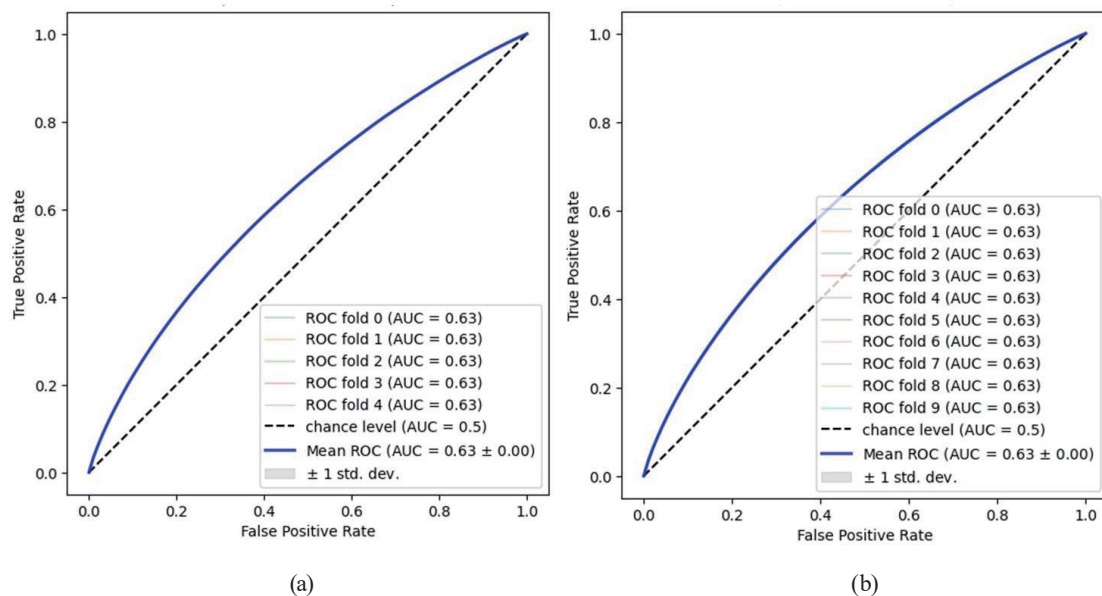 1.0
0.8
0.6
0.4
0.2
0.0
True Positive Rate
ROC fold 0 (AUC = 0.63)
ROC fold 1 (AUC = 0.63)
ROC fold 2 (AUC = 0.63)
ROC fold 3 (AUC = 0.63)
ROC fold 4 (AUC = 0.63)
chance level (AUC = 0.5)
Mean ROC (AUC = 0.63 ± 0.00)
± 1 std. dev.
0.0 0.2 0.4 0.6 0.8 1.0
False Positive Rate
(a)
1.0
0.8
0.6
0.4
0.2
0.0
True Positive Rate
ROC fold 0 (AUC = 0.63)
ROC fold 1 (AUC = 0.63)
ROC fold 2 (AUC = 0.63)
ROC fold 3 (AUC = 0.63)
ROC fold 4 (AUC = 0.63)
ROC fold 5 (AUC = 0.63)
ROC fold 6 (AUC = 0.63)
ROC fold 7 (AUC = 0.63)
ROC fold 8 (AUC = 0.63)
ROC fold 9 (AUC = 0.63)
chance level (AUC = 0.5)
Mean ROC (AUC = 0.63 ± 0.00)
± 1 std. dev.
0.0 0.2 0.4 0.6 0.8 1.0
False Positive Rate
(b)